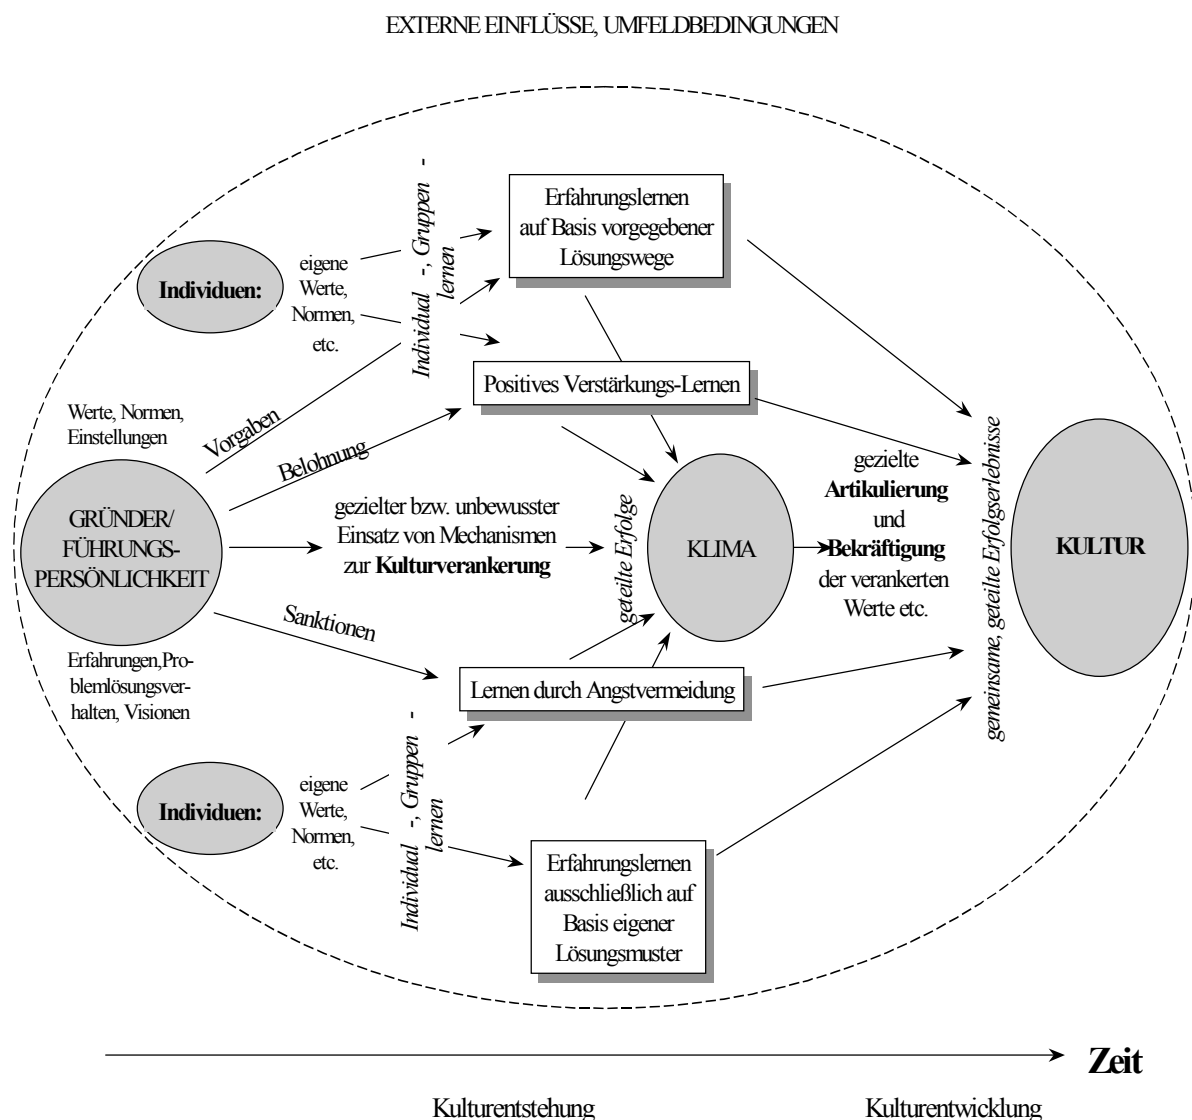 EXTERNE EINFLÜSSE, UMFELDBEDINGUNGEN
Individuen:
eigene
Werte,
Normen,
etc.
Individual -, Gruppen -
lernen
Erfahrungslernen
auf Basis vorgegebener
Lösungswege
Positives Verstärkungs-Lernen
Werte, Normen,
Einstellungen
Vorgaben
Belohnung
GRÜNDER/
FÜHRUNGS-
PERSÖNLICHKEIT
gezielter bzw. unbewusster
Einsatz von Mechanismen
zur Kulturverankerung
geteilte Erfolge
KLIMA
gezielte
Artikulierung
und
Bekräftigung
der verankerten
Werte etc.
gemeinsame, geteilte Erfolgserlebnisse
KULTUR
Sanktionen
Erfahrungen,Pro-
blemlösungsver-
halten, Visionen
Lernen durch Angstvermeidung
Individuen:
eigene
Werte,
Normen,
etc.
Individual -, Gruppen -
lernen
Erfahrungslernen
ausschließlich auf
Basis eigener
Lösungsmuster
Zeit
Kulturentstehung
Kulturentwicklung